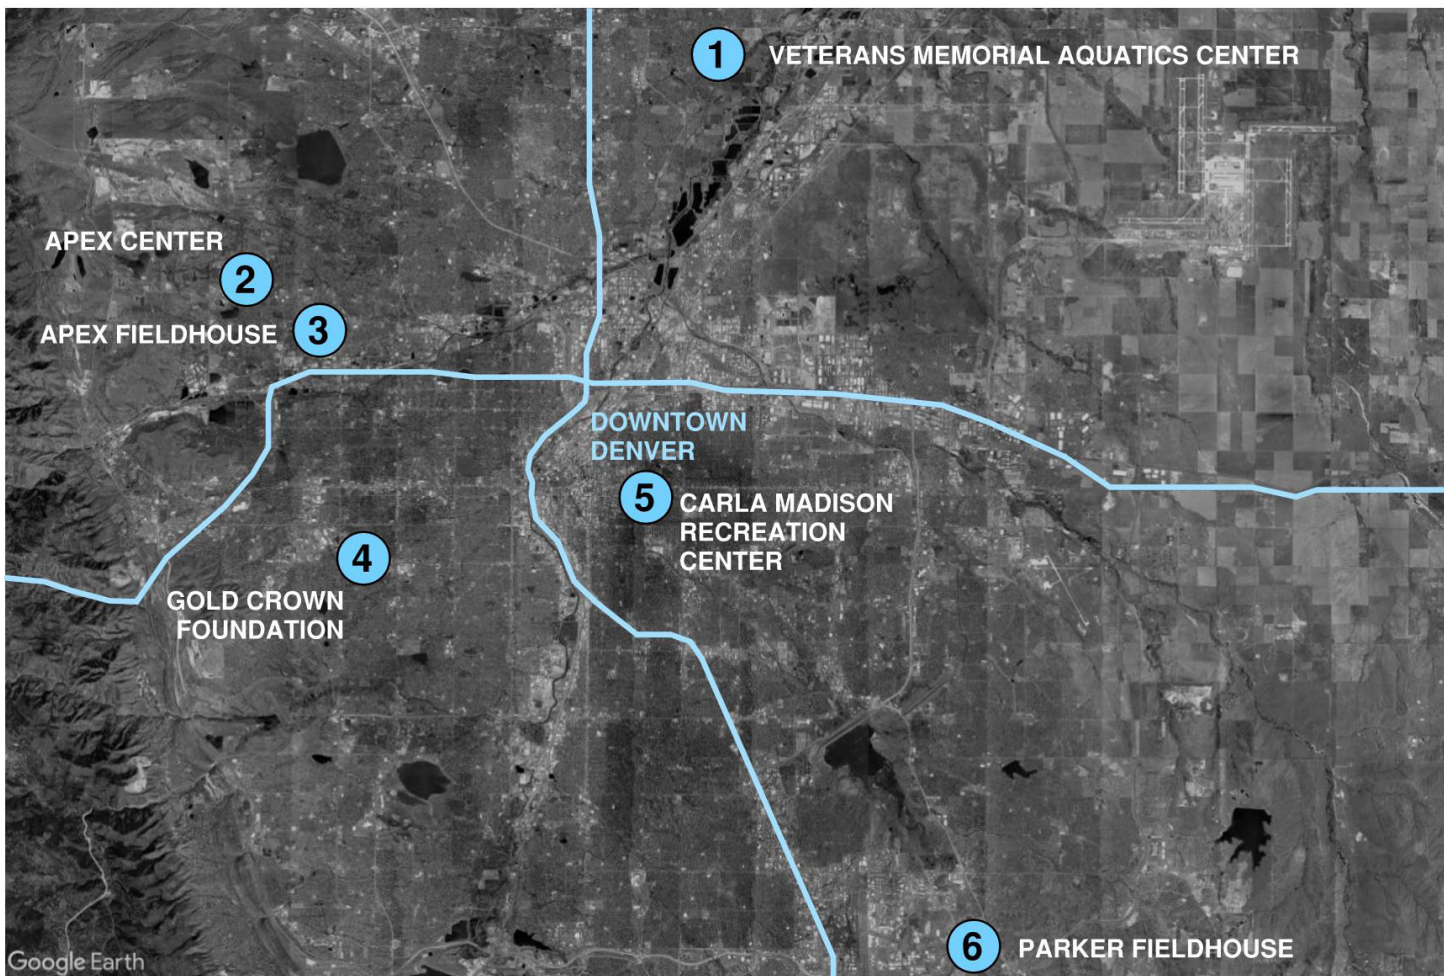 1 VETERANS MEMORIAL AQUATICS CENTER
APEX CENTER
2
APEX FIELDHOUSE 3
DOWNTOWN
DENVER
5 CARLA MADISON
RECREATION
CENTER
4
GOLD CROWN
FOUNDATION
6 PARKER FIELDHOUSE
Google Earth